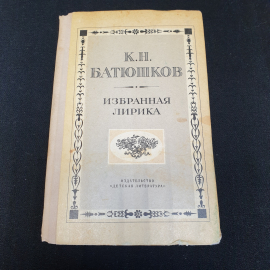 К.Н.
БАТЮШКОВ
ИЗБРАННАЯ
ЛИРИКА
ИЗДАТЕЛЬСТВО
«ДЕТСКАЯ ЛИТЕРАТУРА»